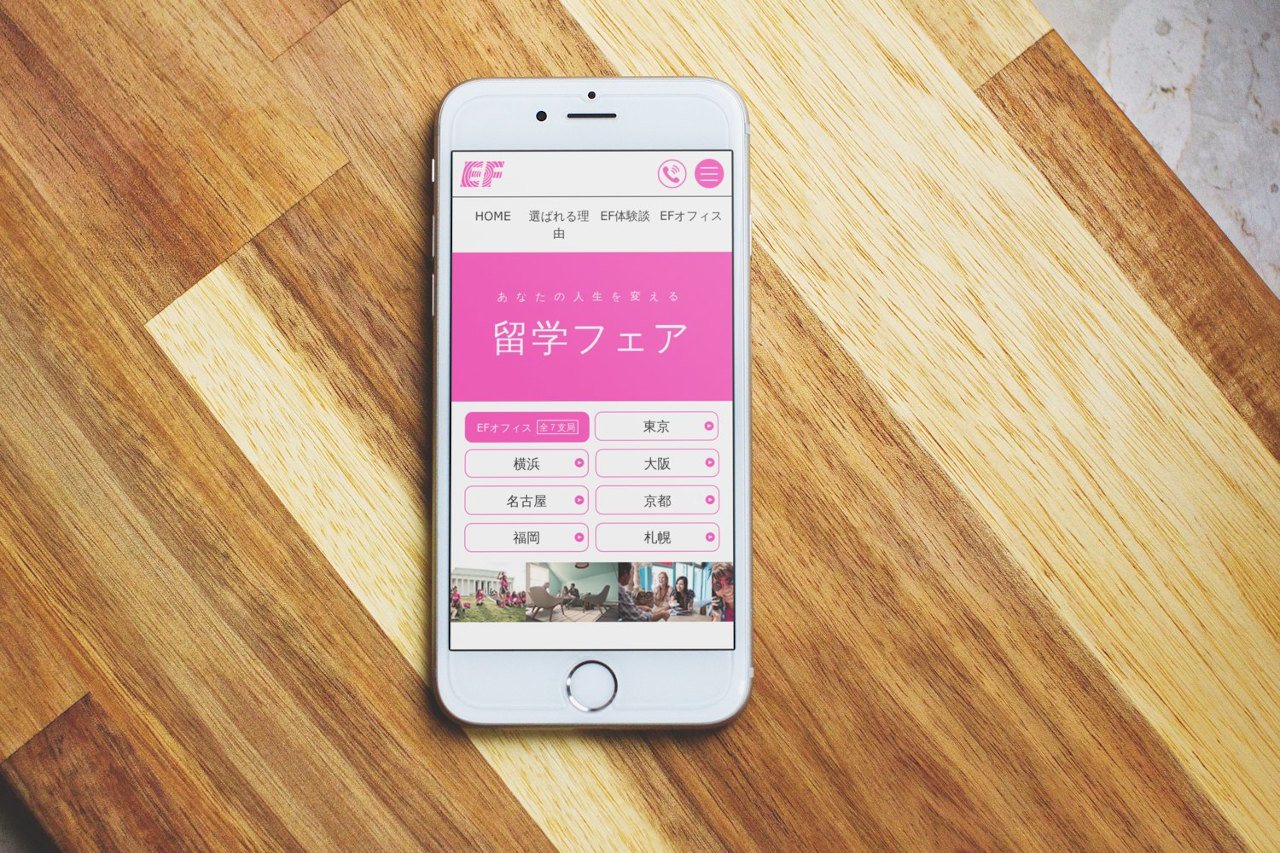 EF
HOME
選ばれる理
由
EF体験談
EFオフィス
あなたの人生を変える
留学フェア
EFオフィス 全7支局
東京
横浜
大阪
名古屋
京都
福岡
札幌